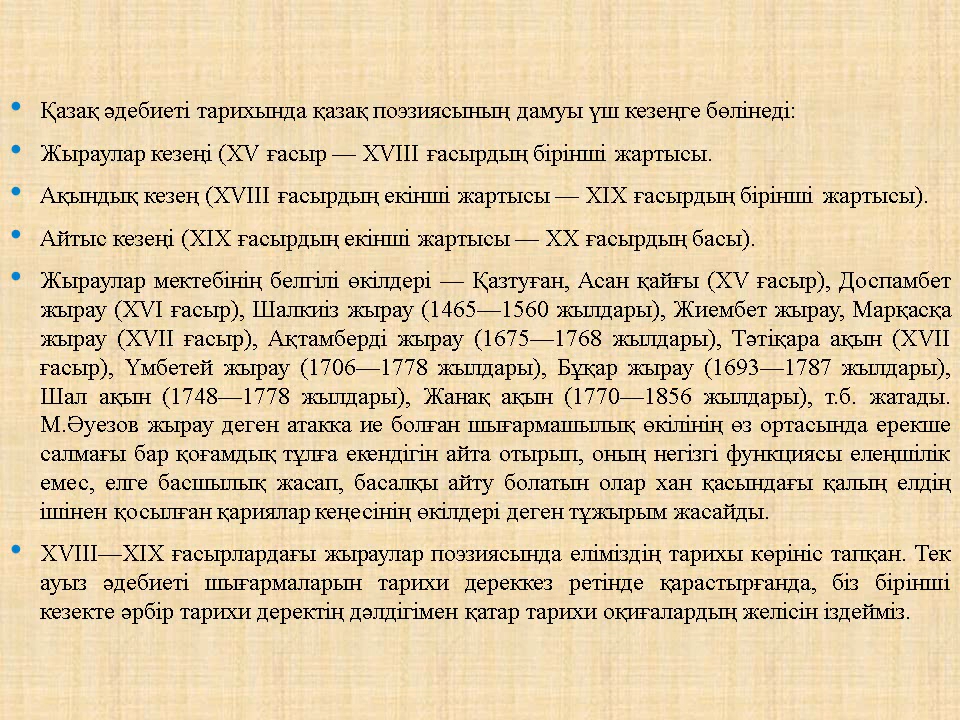 • Қазақ әдебиеті тарихында қазақ поэзиясының дамуы үш кезеңге бөлінеді:
• Жыраулар кезеңі (XV ғасыр — XVIII ғасырдың бірінші жартысы.
• Ақындық кезең (XVIII ғасырдың екінші жартысы — XIX ғасырдың бірінші жартысы).
• Айтыс кезеңі (XIX ғасырдың екінші жартысы — XX ғасырдың басы).
• Жыраулар мектебінің белгілі өкілдері — Қазтуған, Асан қайғы (XV ғасыр), Доспамбет
жырау (XVI ғасыр), Шалкиіз жырау (1465—1560 жылдары), Жиембет жырау, Марқасқа
жырау (XVII ғасыр), Ақтамберді жырау (1675—1768 жылдары), Тәтіқара ақын (XVII
ғасыр), Үмбетей жырау (1706—1778 жылдары), Бұқар жырау (1693—1787 жылдары),
Шал ақын (1748—1778 жылдары), Жанақ ақын (1770—1856 жылдары), т.б. жатады.
М.Әуезов жырау деген атакка ие болған шығармашылық өкілінің өз ортасында ерекше
салмағы бар қоғамдық тұлға екендігін айта отырып, оның негізгі функциясы елеңшілік
емес, елге басшылық жасап, басалқы айту болатын олар хан қасындағы қалың елдің
ішінен қосылған қариялар кеңесінің өкілдері деген тұжырым жасайды.
• XVIII—XIX ғасырлардағы жыраулар поэзиясында еліміздің тарихы көрініс тапқан. Тек
ауыз әдебиеті шығармаларын тарихи дереккез ретінде қарастырғанда, біз бірінші
кезекте әрбір тарихи деректің дәлдігімен қатар тарихи оқиғалардың желісін іздейміз.